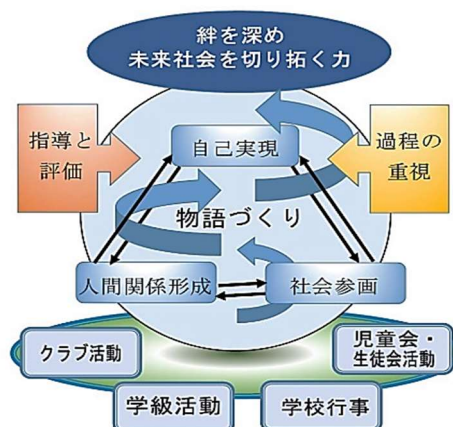 絆を深め
未来社会を切り拓く力
指導と
評価
自己実現
過程の
重視
物語づくり
人間関係形成
社会参画
クラブ活動
児童会・
生徒会活動
学級活動
学校行事